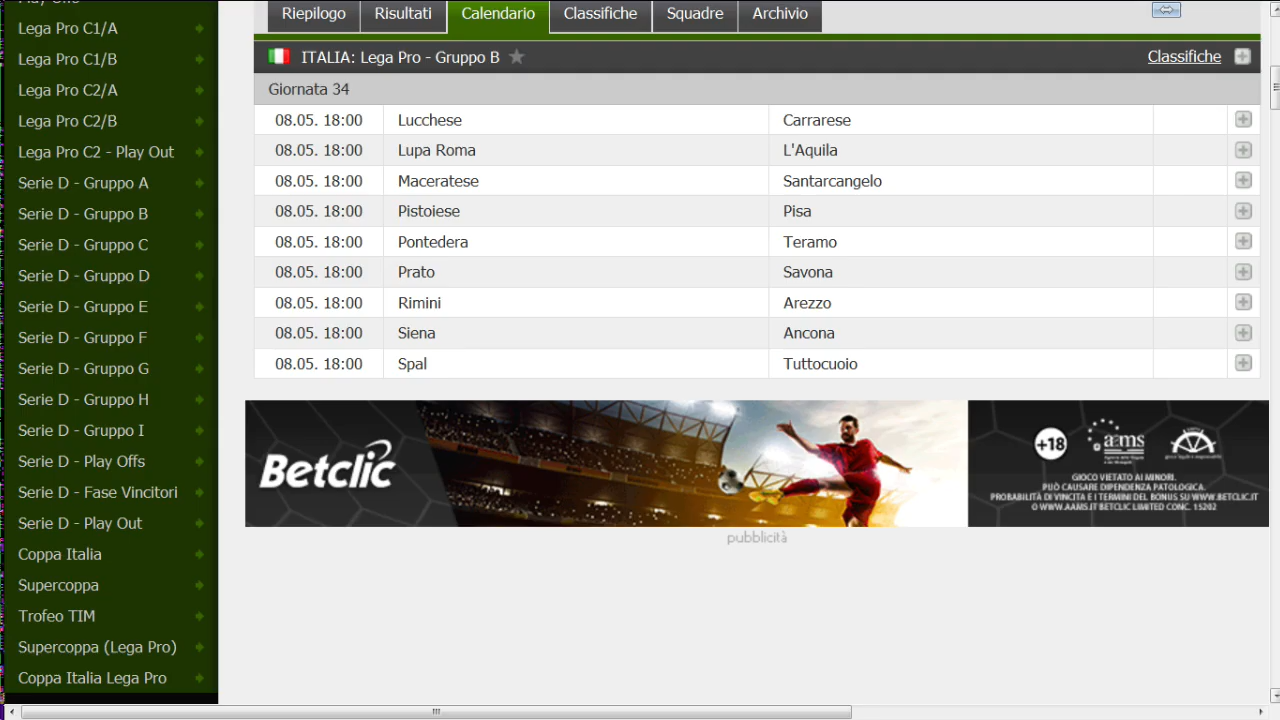 Riepilogo Risultati Calendario Classifiche Squadre Archivio
ITALIA: Lega Pro - Gruppo B Classifiche
Giornata 34
08.05. 18:00 Lucchese Carrarese
08.05. 18:00 Lupa Roma L'Aquila
08.05. 18:00 Maceratese Santarcangelo
08.05. 18:00 Pistoiese Pisa
08.05. 18:00 Pontedera Teramo
08.05. 18:00 Prato Savona
08.05. 18:00 Rimini Arezzo
08.05. 18:00 Siena Ancona
08.05. 18:00 Spal Tuttocuoio
Lega Pro C1/A
Lega Pro C1/B
Lega Pro C2/A
Lega Pro C2/B
Lega Pro C2 - Play Out
Serie D - Gruppo A
Serie D - Gruppo B
Serie D - Gruppo C
Serie D - Gruppo D
Serie D - Gruppo E
Serie D - Gruppo F
Serie D - Gruppo G
Serie D - Gruppo H
Serie D - Gruppo I
Serie D - Play Offs
Serie D - Fase Vincitori
Serie D - Play Out
Coppa Italia
Supercoppa
Trofeo TIM
Supercoppa (Lega Pro)
Coppa Italia Lega Pro
Betclic
+18 aams
GIOCO VIETATO AI MINORI.
PUÒ CAUSARE DIPENDENZA PATOLOGICA.
PROBABILITÀ DI VINCITA E I TERMINI DEL BONUS SU WWW.BETCLIC.IT
O WWW.AAMS.IT BETCLIC LIMITED CONC. 15202
pubblicità